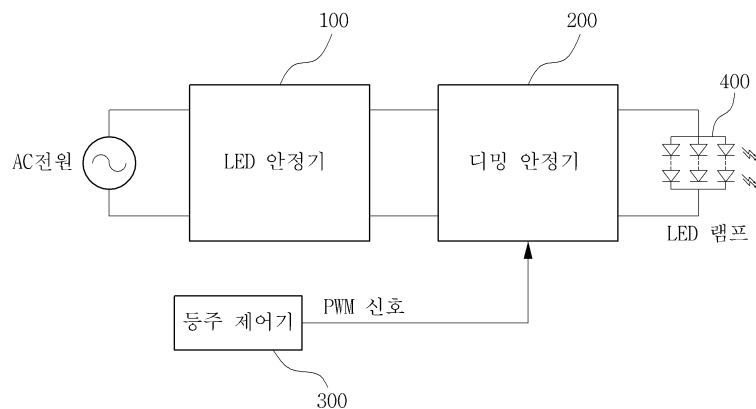 100
200
400
AC전원
LED 안정기
디밍 안정기
LED 램프
등주 제어기
PWM 신호
300